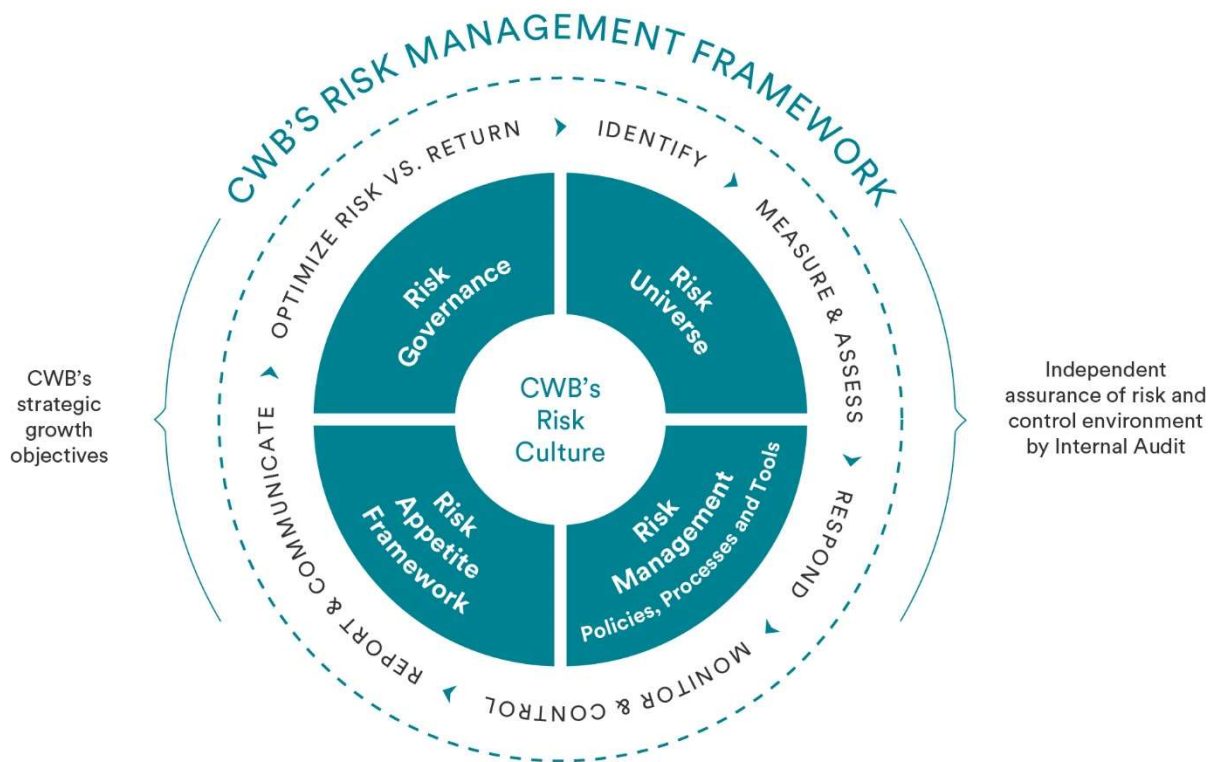 CWB'S RISK MANAGEMENT FRAMEWORK
OPTIMIZE RISK VS. RETURN
IDENTIFY
MEASURE & ASSESS
RESPOND
MONITOR & CONTROL
REPORT & COMMUNICATE
Risk
Governance
Risk
Universe
CWB's
Risk
Culture
Risk
Appetite
Framework
Risk
Management
Policies, Processes and Tools
CWB's
strategic
growth
objectives
Independent
assurance of risk and
control environment
by Internal Audit